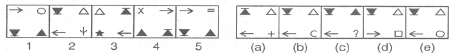 → ○ ▼ △ △ ▲ x → → =
▼ ▲ ← Ψ ★ ← ▲ ▲ ▼ ▲
1 2 3 4 5
▲ △ ▼ △ ▼ ▲ → △ ▼ △
← + ← C ← ? ▼ □ ← ○
(a) (b) (c) (d) (e)